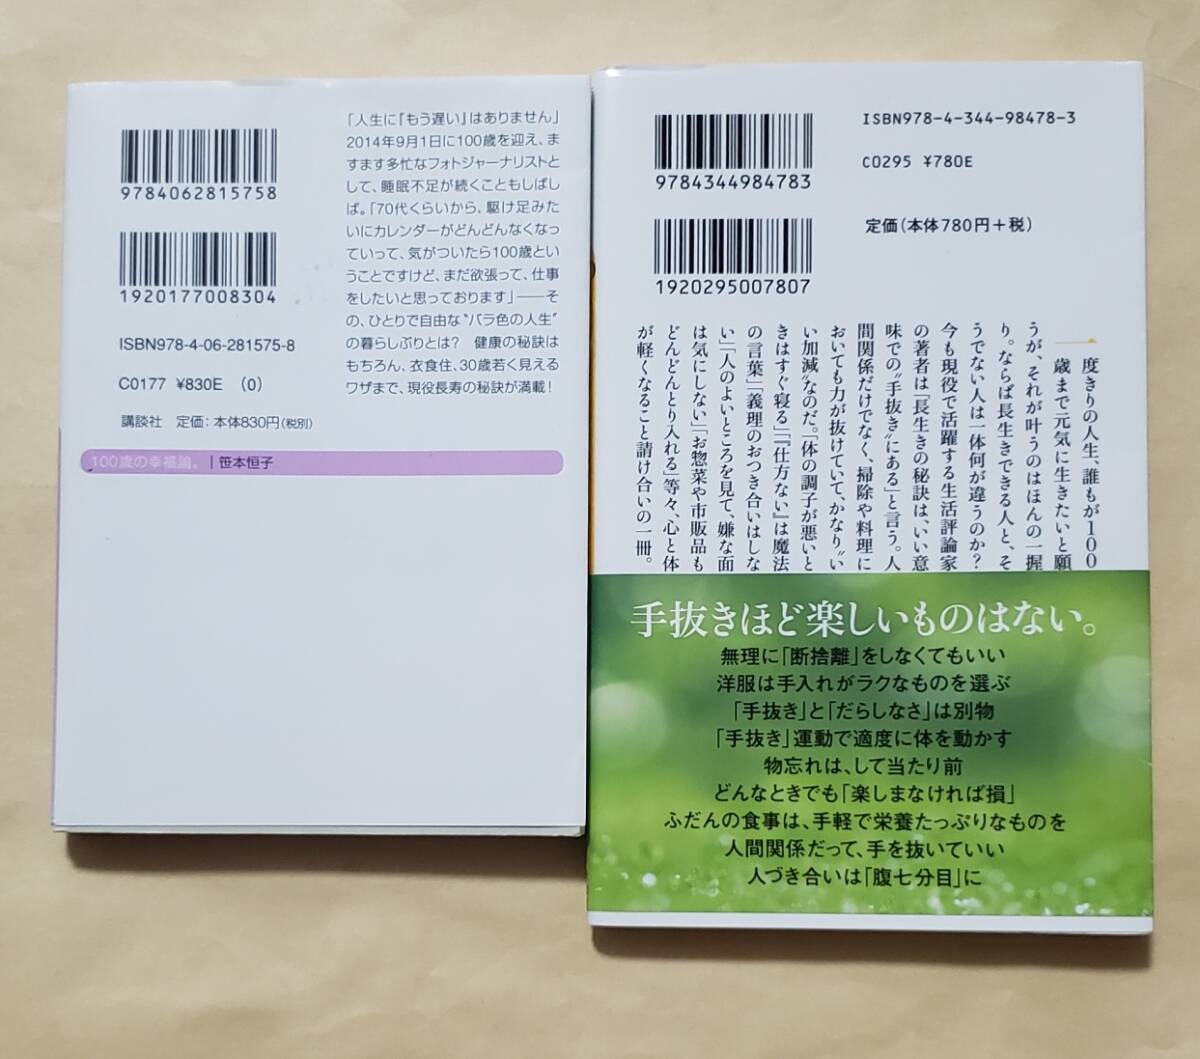 9784062815758
1920177008304
ISBN978-4-06-281575-8
C0177 ¥830E (0)
講談社 定価:本体830円(税別)
「人生に『もう遅い』はありません」
2014年9月1日に100歳を迎え、ま
すます多忙なフォトジャーナリストと
して、睡眠不足が続くこともしばし
ば。「70代くらいから、駆け足みた
いにカレンダーがどんどんなくなっ
ていって、気がついたら100歳とい
うことですけど、まだ欲張って、仕事
をしたいと思っております」──そ
の、ひとりで自由な“バラ色の人生”
の暮らしぶりとは? 健康の秘訣は
もちろん、衣食住、30歳若く見える
ワザまで、現役長寿の秘訣が満載!
100歳の幸福論。 | 笹本恒子
9784344984783
1920295007807
ISBN978-4-344-98478-3
C0295 ¥780E
定価(本体780円+税)
一度きりの人生、誰もが100
歳まで元気に生きたいと願
うが、それが叶うのはほんの一握
り。ならば長生きできる人と、そ
うでない人は一体何が違うのか?
今も現役で活躍する生活評論家
の著者は「長生きの秘訣は、いい意
味での“手抜き”にある」と言う。人
間関係だけでなく、掃除や料理に
おいても力が抜けていて、かなり“い
い加減”なのだ。「体の調子が悪いと
きはすぐ寝る」「『仕方ない』は魔法
の言葉」「義理のおつき合いはしな
い」「人のよいところを見て、嫌な面
は気にしない」「お惣菜や市販品も
どんどんとり入れる」等々、心と体
が軽くなること請け合いの一冊。
手抜きほど楽しいものはない。
無理に「断捨離」をしなくてもいい
洋服は手入れがラクなものを選ぶ
「手抜き」と「だらしなさ」は別物
「手抜き」運動で適度に体を動かす
物忘れは、して当たり前
どんなときでも「楽しまなければ損」
ふだんの食事は、手軽で栄養たっぷりなものを
人間関係だって、手を抜いていい
人づき合いは「腹七分目」に